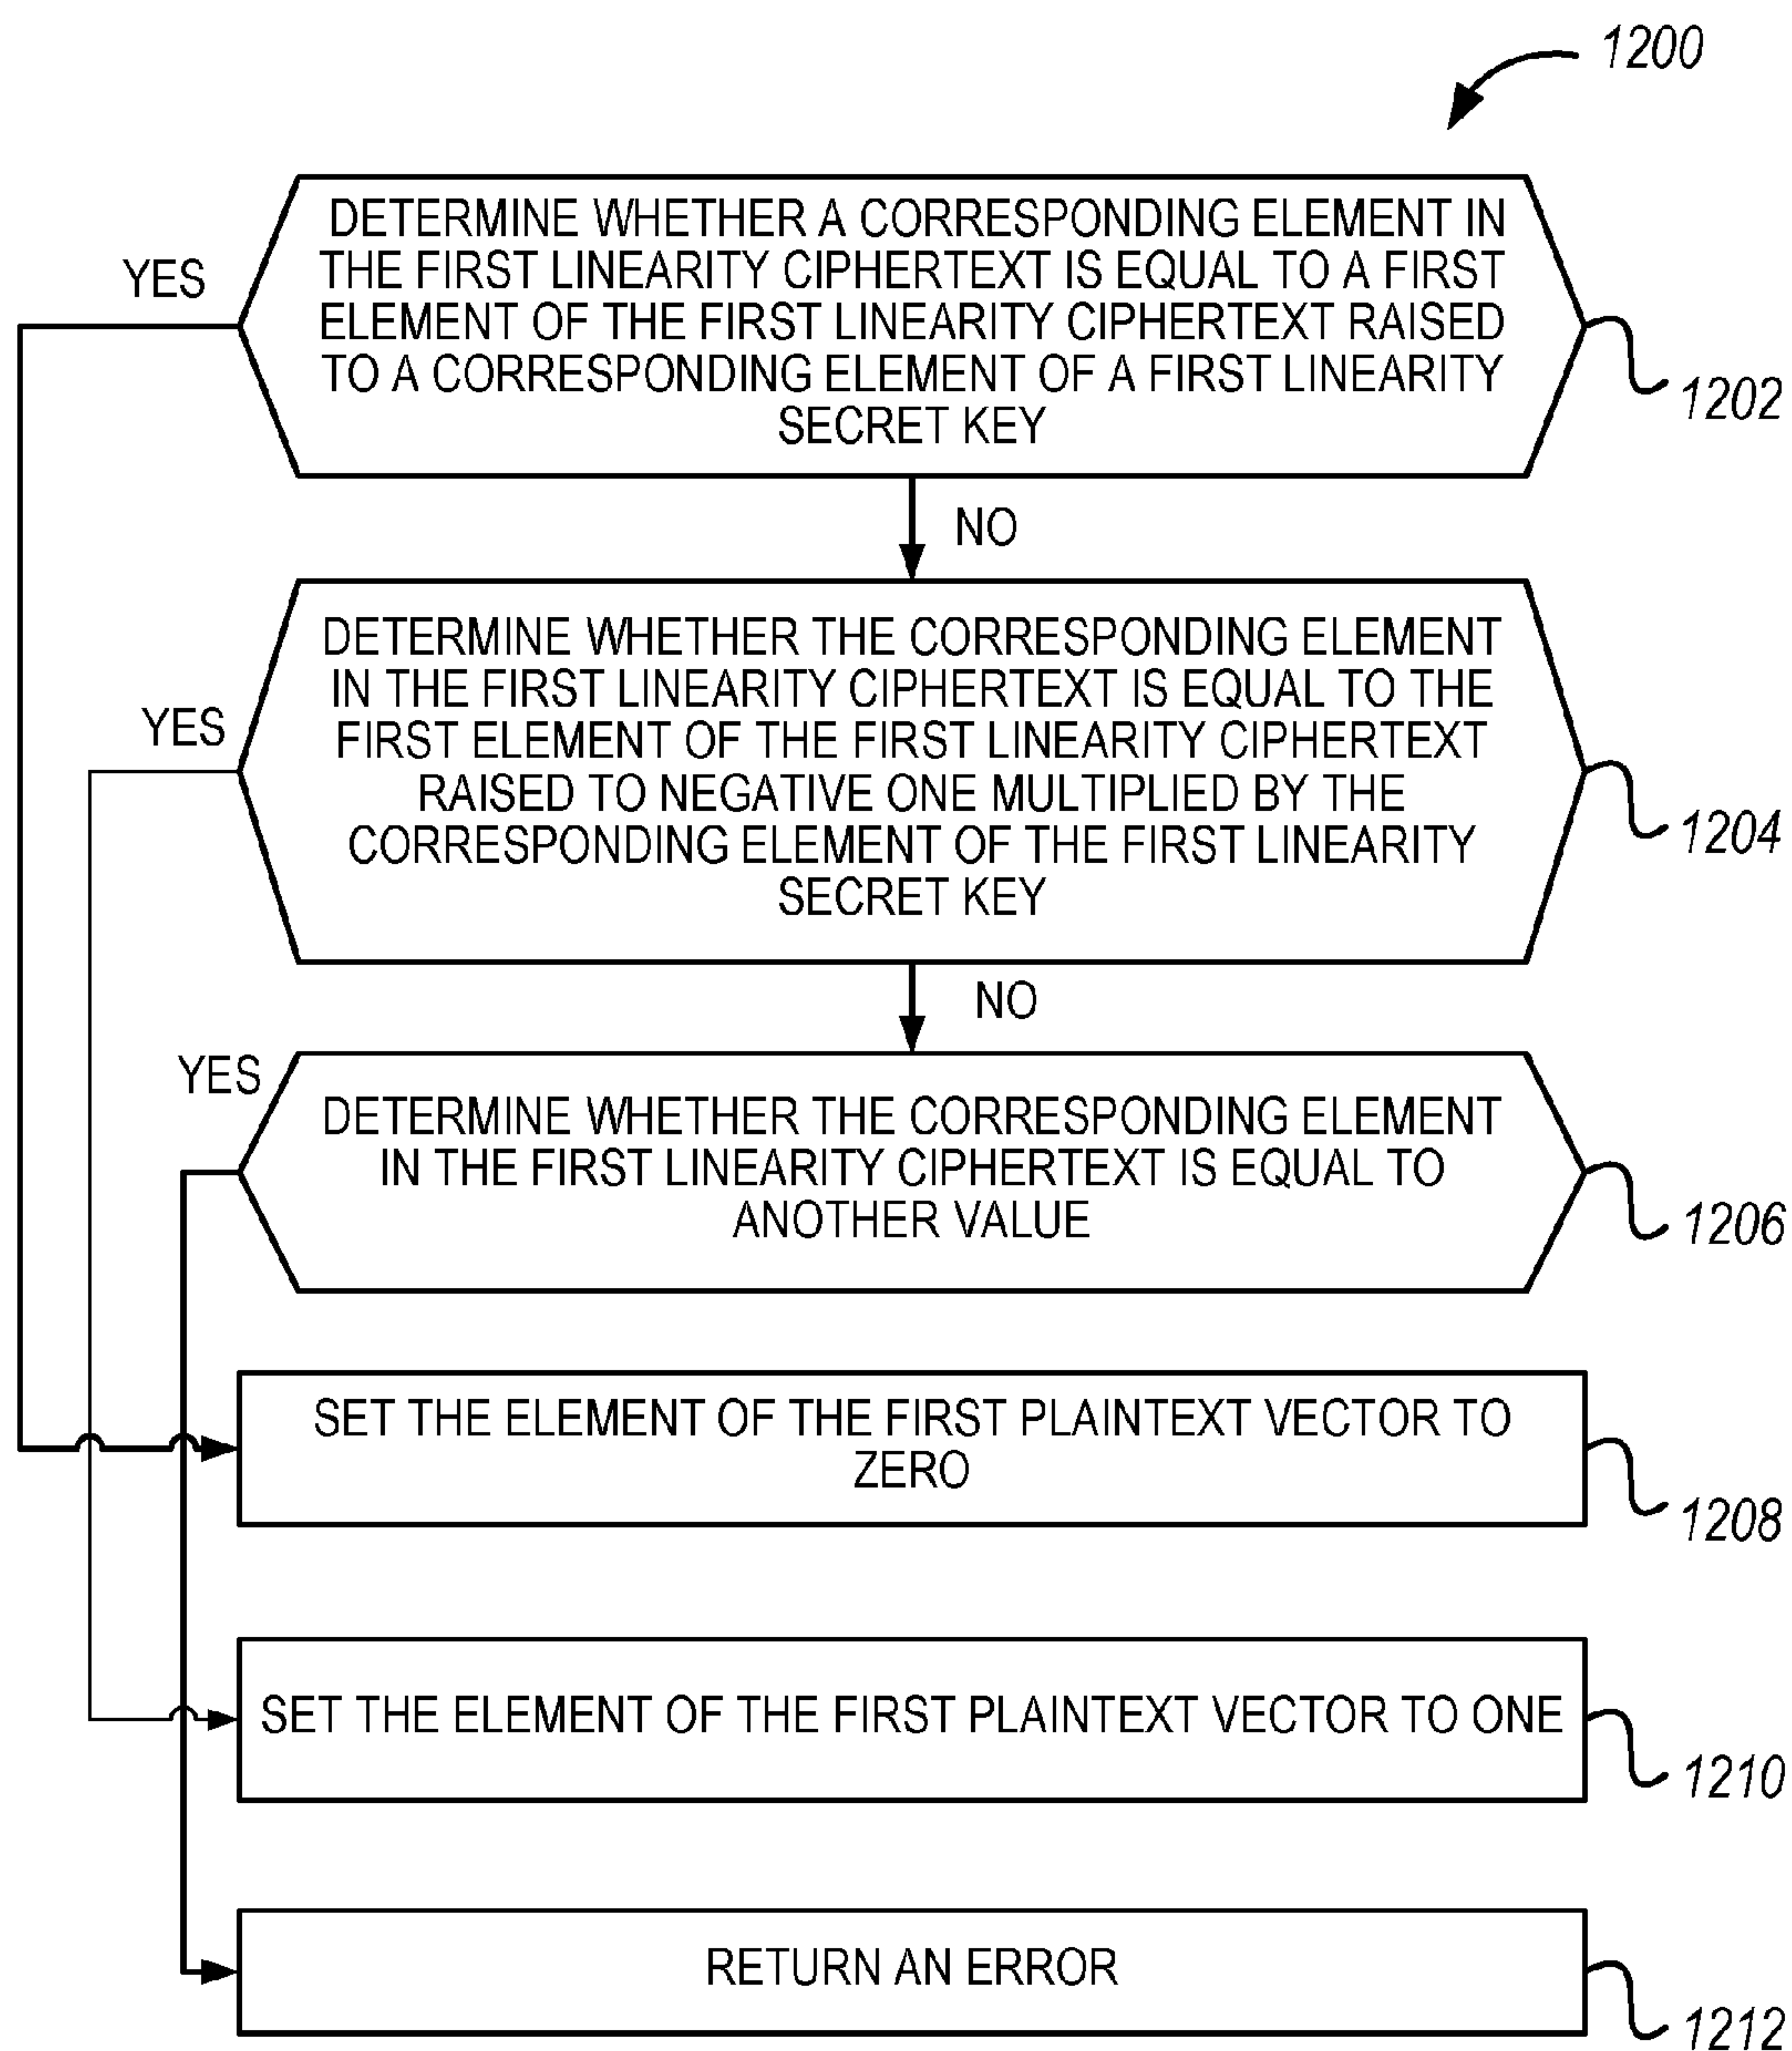 1200
DETERMINE WHETHER A CORRESPONDING ELEMENT IN
THE FIRST LINEARITY CIPHERTEXT IS EQUAL TO A FIRST
ELEMENT OF THE FIRST LINEARITY CIPHERTEXT RAISED
TO A CORRESPONDING ELEMENT OF A FIRST LINEARITY
SECRET KEY
YES
1202
NO
DETERMINE WHETHER THE CORRESPONDING ELEMENT
IN THE FIRST LINEARITY CIPHERTEXT IS EQUAL TO THE
FIRST ELEMENT OF THE FIRST LINEARITY CIPHERTEXT
RAISED TO NEGATIVE ONE MULTIPLIED BY THE
CORRESPONDING ELEMENT OF THE FIRST LINEARITY
SECRET KEY
YES
1204
NO
YES
DETERMINE WHETHER THE CORRESPONDING ELEMENT
IN THE FIRST LINEARITY CIPHERTEXT IS EQUAL TO
ANOTHER VALUE
1206
SET THE ELEMENT OF THE FIRST PLAINTEXT VECTOR TO
ZERO
1208
SET THE ELEMENT OF THE FIRST PLAINTEXT VECTOR TO ONE
1210
RETURN AN ERROR
1212